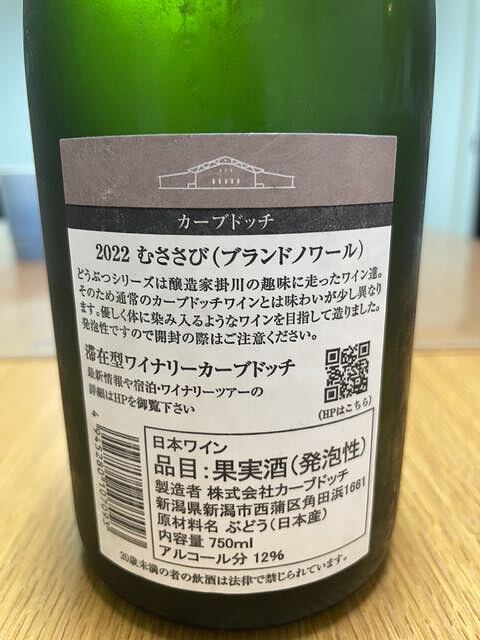 カーブドッチ
2022 むささび(ブランドノワール)
どうぶつシリーズは醸造家掛川の趣味に走ったワイン達。
そのため通常のカーブドッチワインとは味わいが少し異なり
ます。優しく体に染み入るようなワインを目指して造りました。
発泡性ですので開封の際はご注意ください。
滞在型ワイナリーカーブドッチ
最新情報や宿泊・ワイナリーツアーの
詳細はHPを御覧下さい
(HPはこちら)
日本ワイン
品目:果実酒(発泡性)
製造者 株式会社カーブドッチ
新潟県新潟市西蒲区角田浜1661
原材料名 ぶどう(日本産)
内容量 750ml
アルコール分 12%
20歳未満の者の飲酒は法律で禁じられています。